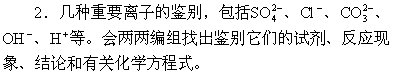 2．几种重要离子的鉴别，包括SO₄²⁻、Cl⁻、CO₃²⁻、
OH⁻、H⁺等。会两两编组找出鉴别它们的试剂、反应现
象、结论和有关化学方程式。